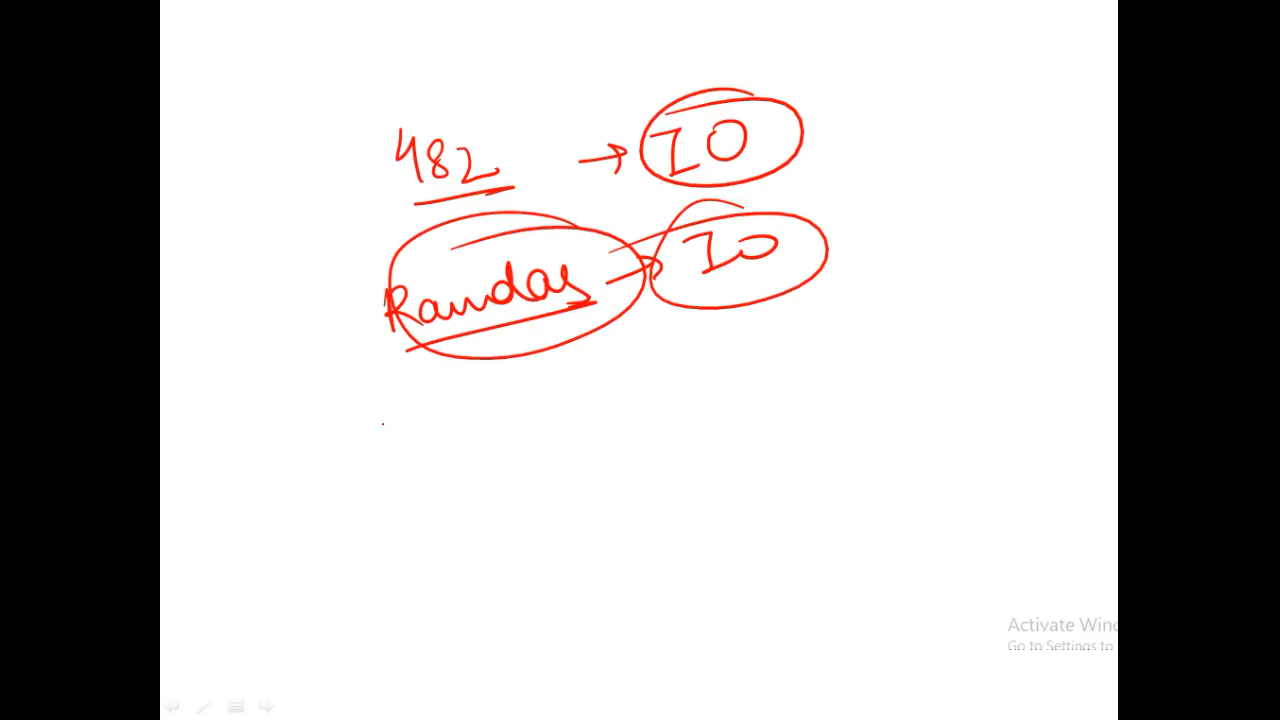 482 → IO
Ramdas → IO
Activate Wind
Go to Settings to